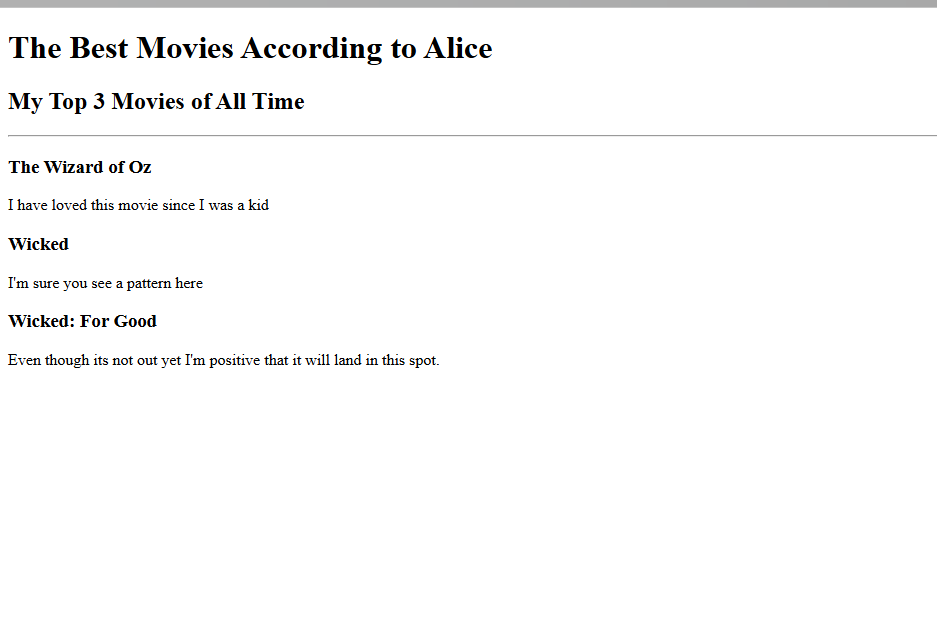 The Best Movies According to Alice
My Top 3 Movies of All Time
The Wizard of Oz
I have loved this movie since I was a kid
Wicked
I'm sure you see a pattern here
Wicked: For Good
Even though its not out yet I'm positive that it will land in this spot.